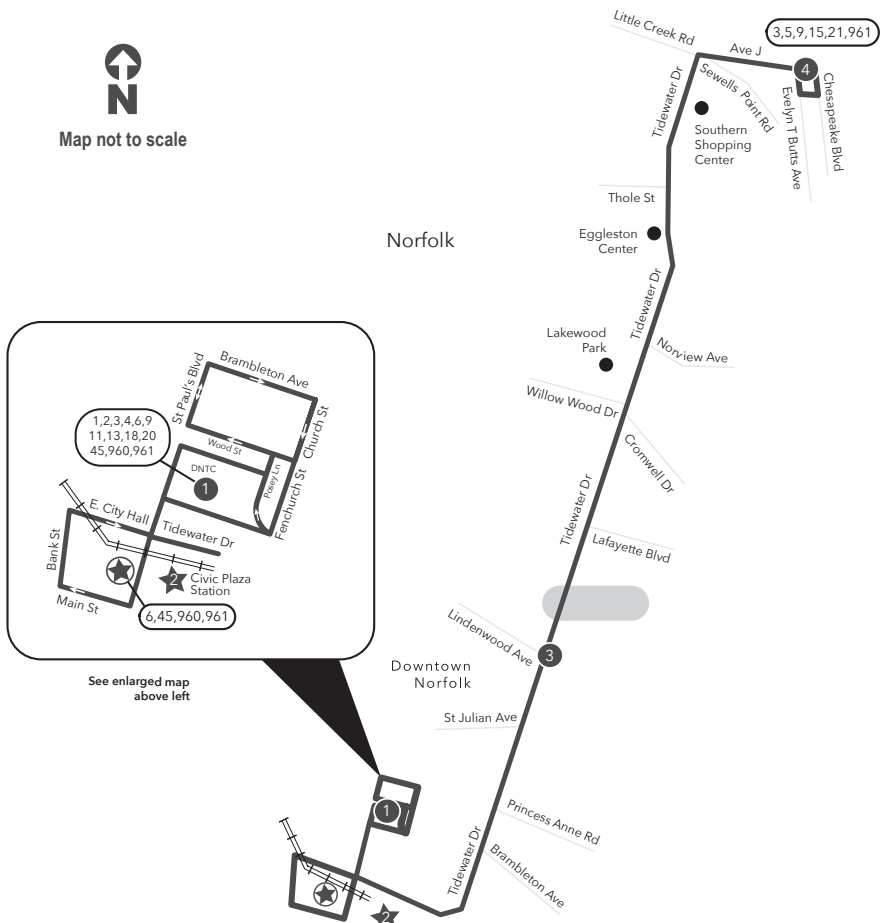 Little Creek Rd
Ave J
3,5,9,15,21,961
4
N
Map not to scale
Tidewater Dr
Sewells Point Rd
Evelyn T Butts Ave
Chesapeake Blvd
Southern
Shopping
Center
Thole St
Norfolk
Eggleston
Center
Tidewater Dr
Lakewood
Park
Norview Ave
Willow Wood Dr
Cromwell Dr
Tidewater Dr
Lafayette Blvd
St Paul's Blvd
Brambleton Ave
Church St
1,2,3,4,6,9
11,13,18,20
45,960,961
Wood St
DNTC
1
Posey Ln
Fenchurch St
E. City Hall
Tidewater Dr
Bank St
2
Civic Plaza
Station
Main St
6,45,960,961
See enlarged map
above left
Lindenwood Ave
3
Downtown
Norfolk
St Julian Ave
1
Princess Anne Rd
Tidewater Dr
Brambleton Ave
2